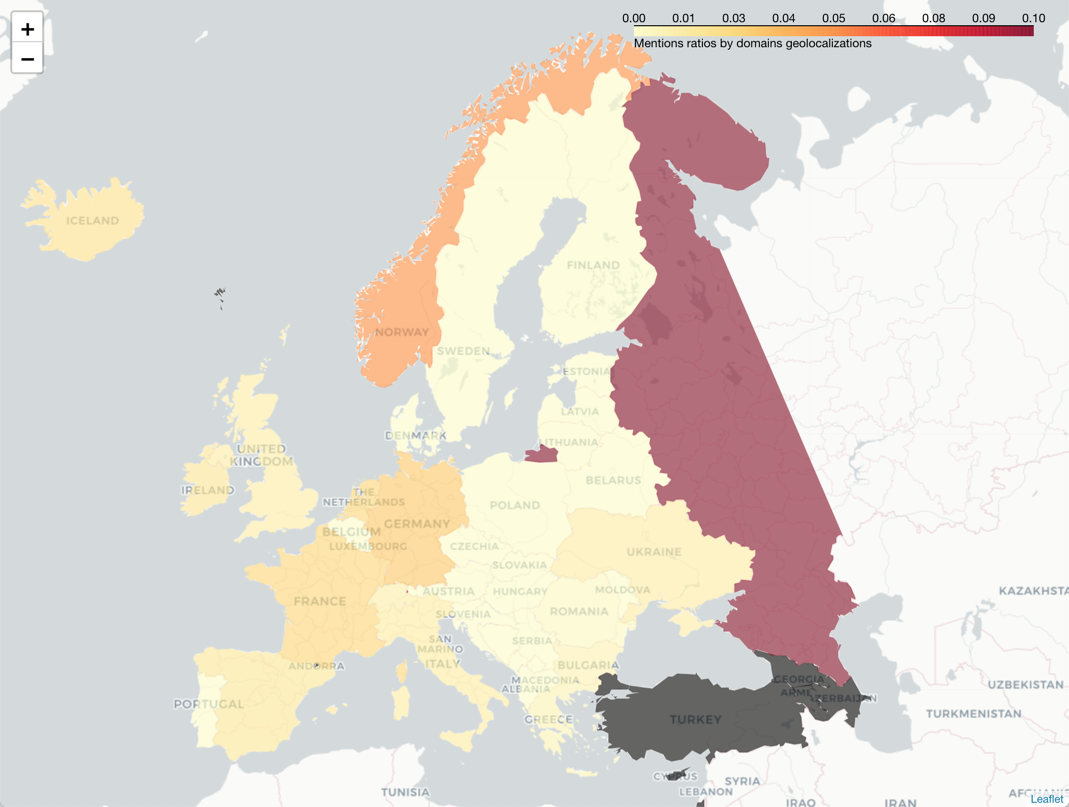 +
−
0.00 0.01 0.03 0.04 0.05 0.06 0.08 0.09 0.10
Mentions ratios by domains geolocalizations
ICELAND
FINLAND
NORWAY
SWEDEN
ESTONIA
LATVIA
DENMARK
LITHUANIA
UNITED
KINGDOM
BELARUS
IRELAND
THE
NETHERLANDS
POLAND
GERMANY
BELGIUM
LUXEMBOURG
CZECHIA
UKRAINE
SLOVAKIA
AUSTRIA
HUNGARY
MOLDOVA
KAZAKHSTA
FRANCE
ROMANIA
SLOVENIA
SAN
MARINO
SERBIA
ITALY
ANDORRA
BULGARIA
GEORGIA
MACEDONIA
ALBANIA
ARME
AZERBAIJAN
UZBEKISTAN
PORTUGAL
GREECE
TURKEY
TURKMENISTAN
CYPRUS
SYRIA
LEBANON
TUNISIA
IRAQ
IRAN
Leaflet